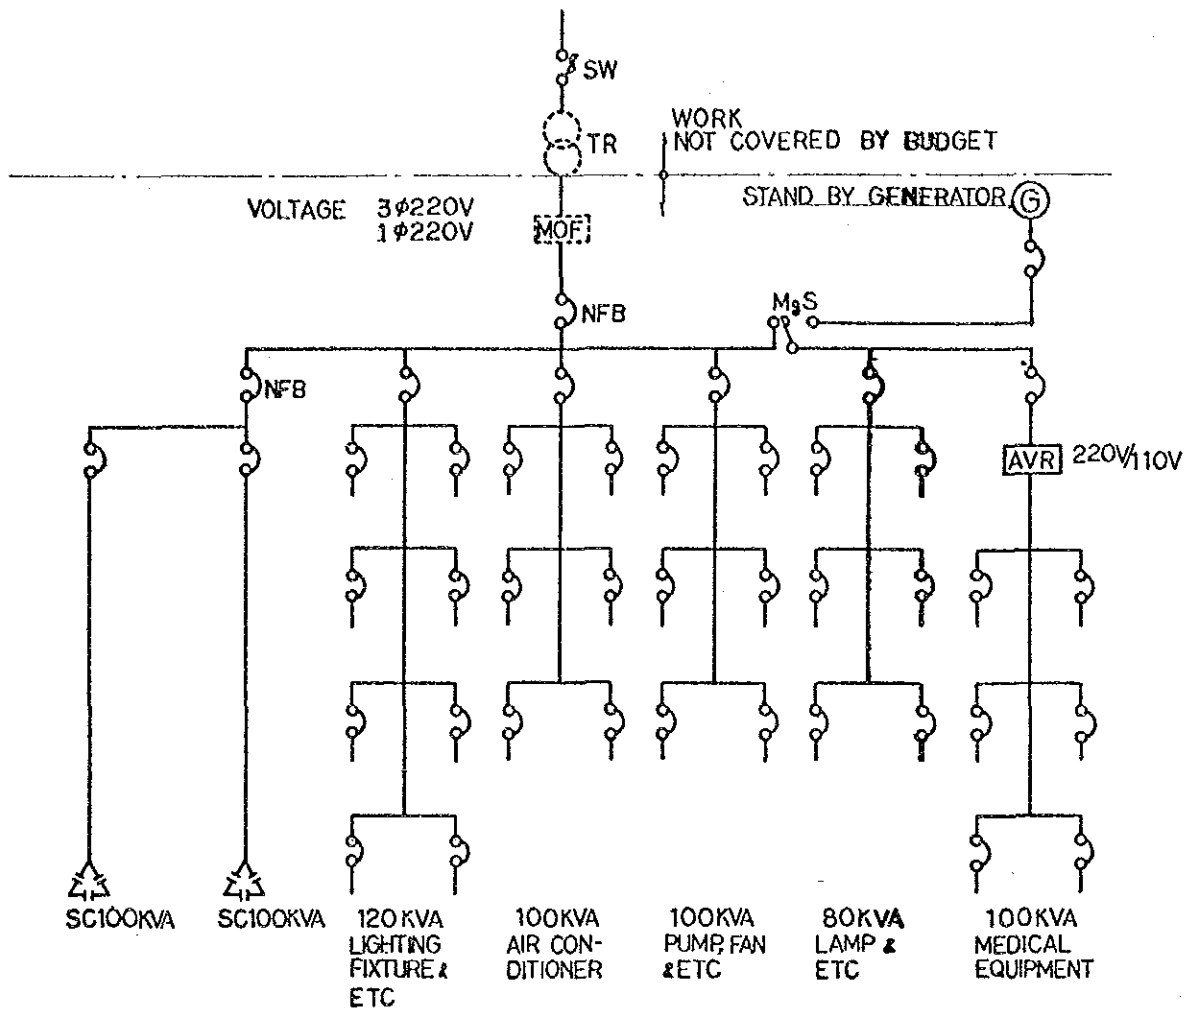 SW
TR
WORK
NOT COVERED BY BUDGET
VOLTAGE 3φ220V
1φ220V
STAND BY GENERATOR
G
MOF
NFB
MgS
NFB
AVR
220V/110V
SC100KVA
SC100KVA
120KVA
LIGHTING
FIXTURE &
ETC
100KVA
AIR CON-
DITIONER
100KVA
PUMP, FAN
& ETC
80KVA
LAMP &
ETC
100KVA
MEDICAL
EQUIPMENT